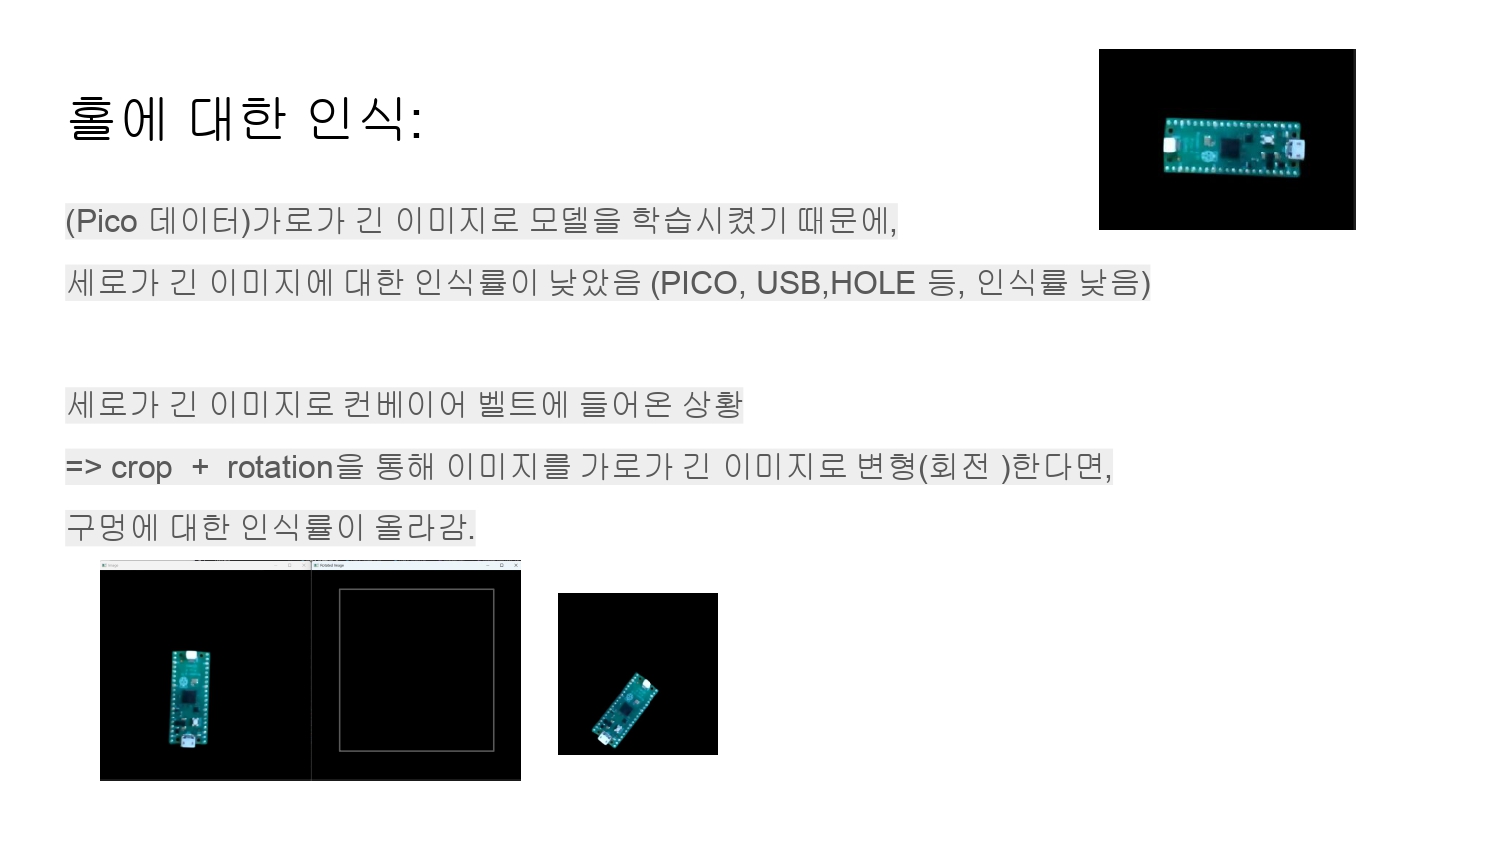 홀에 대한 인식:
(Pico 데이터)가로가 긴 이미지로 모델을 학습시켰기 때문에,
세로가 긴 이미지에 대한 인식률이 낮았음 (PICO, USB,HOLE 등, 인식률 낮음)
세로가 긴 이미지로 컨베이어 벨트에 들어온 상황
=> crop + rotation을 통해 이미지를 가로가 긴 이미지로 변형(회전 )한다면,
구멍에 대한 인식률이 올라감.
Image
Rotated Image